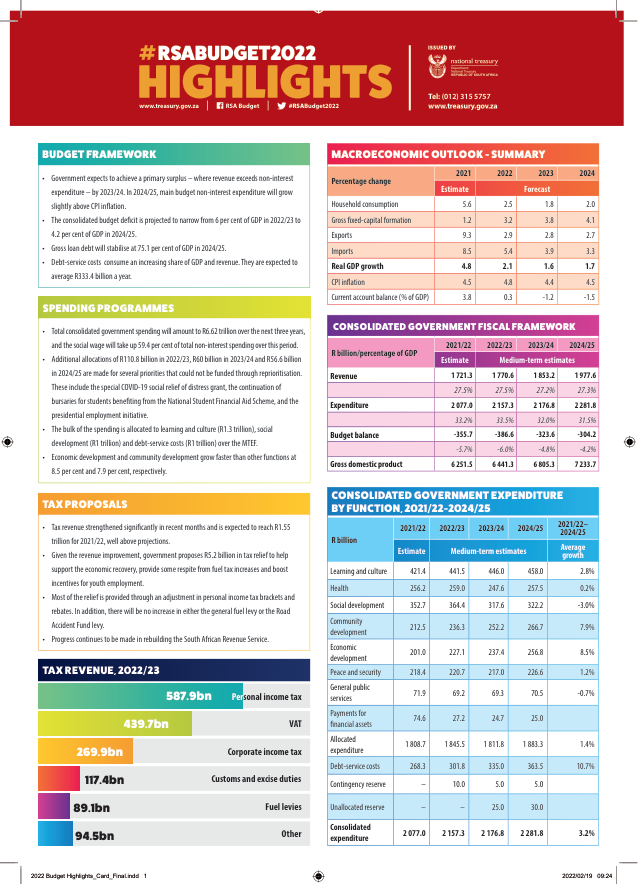 #RSABUDGET2022
HIGHLIGHTS
www.treasury.gov.za | RSA Budget | #RSABudget2022
ISSUED BY
national treasury
Department:
National Treasury
REPUBLIC OF SOUTH AFRICA
Tel: (012) 315 5757
www.treasury.gov.za
BUDGET FRAMEWORK
• Government expects to achieve a primary surplus – where revenue exceeds non-interest
expenditure – by 2023/24. In 2024/25, main budget non-interest expenditure will grow
slightly above CPI inflation.
• The consolidated budget deficit is projected to narrow from 6 per cent of GDP in 2022/23 to
4.2 per cent of GDP in 2024/25.
• Gross loan debt will stabilise at 75.1 per cent of GDP in 2024/25.
• Debt-service costs consume an increasing share of GDP and revenue. They are expected to
average R333.4 billion a year.
SPENDING PROGRAMMES
• Total consolidated government spending will amount to R6.62 trillion over the next three years,
and the social wage will take up 59.4 per cent of total non-interest spending over this period.
• Additional allocations of R110.8 billion in 2022/23, R60 billion in 2023/24 and R56.6 billion
in 2024/25 are made for several priorities that could not be funded through reprioritisation.
These include the special COVID-19 social relief of distress grant, the continuation of
bursaries for students benefiting from the National Student Financial Aid Scheme, and the
presidential employment initiative.
• The bulk of the spending is allocated to learning and culture (R1.3 trillion), social
development (R1 trillion) and debt-service costs (R1 trillion) over the MTEF.
• Economic development and community development grow faster than other functions at
8.5 per cent and 7.9 per cent, respectively.
TAX PROPOSALS
• Tax revenue strengthened significantly in recent months and is expected to reach R1.55
trillion for 2021/22, well above projections.
• Given the revenue improvement, government proposes R5.2 billion in tax relief to help
support the economic recovery, provide some respite from fuel tax increases and boost
incentives for youth employment.
• Most of the relief is provided through an adjustment in personal income tax brackets and
rebates. In addition, there will be no increase in either the general fuel levy or the Road
Accident Fund levy.
• Progress continues to be made in rebuilding the South African Revenue Service.
TAX REVENUE, 2022/23
587.9bn Personal income tax
439.7bn VAT
269.9bn Corporate income tax
117.4bn Customs and excise duties
89.1bn Fuel levies
94.5bn Other
MACROECONOMIC OUTLOOK - SUMMARY
Percentage change 2021 2022 2023 2024
Estimate Forecast
Household consumption 5.6 2.5 1.8 2.0
Gross fixed-capital formation 0.2 3.2 3.8 4.1
Exports 9.3 2.9 2.8 2.7
Imports 8.5 5.4 3.9 3.3
Real GDP growth 4.8 2.1 1.6 1.7
CPI inflation 4.5 4.8 4.4 4.5
Current account balance (% of GDP) 3.8 0.3 -1.2 -1.5
CONSOLIDATED GOVERNMENT FISCAL FRAMEWORK
R billion/percentage of GDP 2021/22 2022/23 2023/24 2024/25
Estimate Medium-term estimates
Revenue 1 721.3 1 770.6 1 853.2 1 977.6
27.5% 27.5% 27.2% 27.3%
Expenditure 2 077.0 2 157.3 2 176.8 2 281.8
33.2% 33.5% 32.0% 31.5%
Budget balance -355.7 -386.6 -323.6 -304.2
-5.7% -6.0% -4.8% -4.2%
Gross domestic product 6 251.5 6 441.3 6 805.3 7 233.7
CONSOLIDATED GOVERNMENT EXPENDITURE
BY FUNCTION, 2021/22-2024/25
R billion 2021/22 2022/23 2023/24 2024/25 2021/22–
2024/25
Estimate Medium-term estimates Average
growth
Learning and culture 421.4 441.5 446.0 458.0 2.8%
Health 256.2 259.0 247.6 257.5 0.2%
Social development 352.7 364.4 317.6 322.2 -3.0%
Community
development 212.5 236.3 252.2 266.7 7.9%
Economic
development 201.0 227.1 237.4 256.8 8.5%
Peace and security 218.4 220.7 217.0 226.6 1.2%
General public
services 71.9 69.2 69.3 70.5 -0.7%
Payments for
financial assets 74.6 27.2 24.7 25.0
Allocated
expenditure 1 808.7 1 845.5 1 811.8 1 883.3 1.4%
Debt-service costs 268.3 301.8 335.0 363.5 10.7%
Contingency reserve – 10.0 5.0 5.0
Unallocated reserve – – 25.0 30.0
Consolidated
expenditure 2 077.0 2 157.3 2 176.8 2 281.8 3.2%
2022 Budget Highlights_Card_Final.indd 1 2022/02/19 09:24